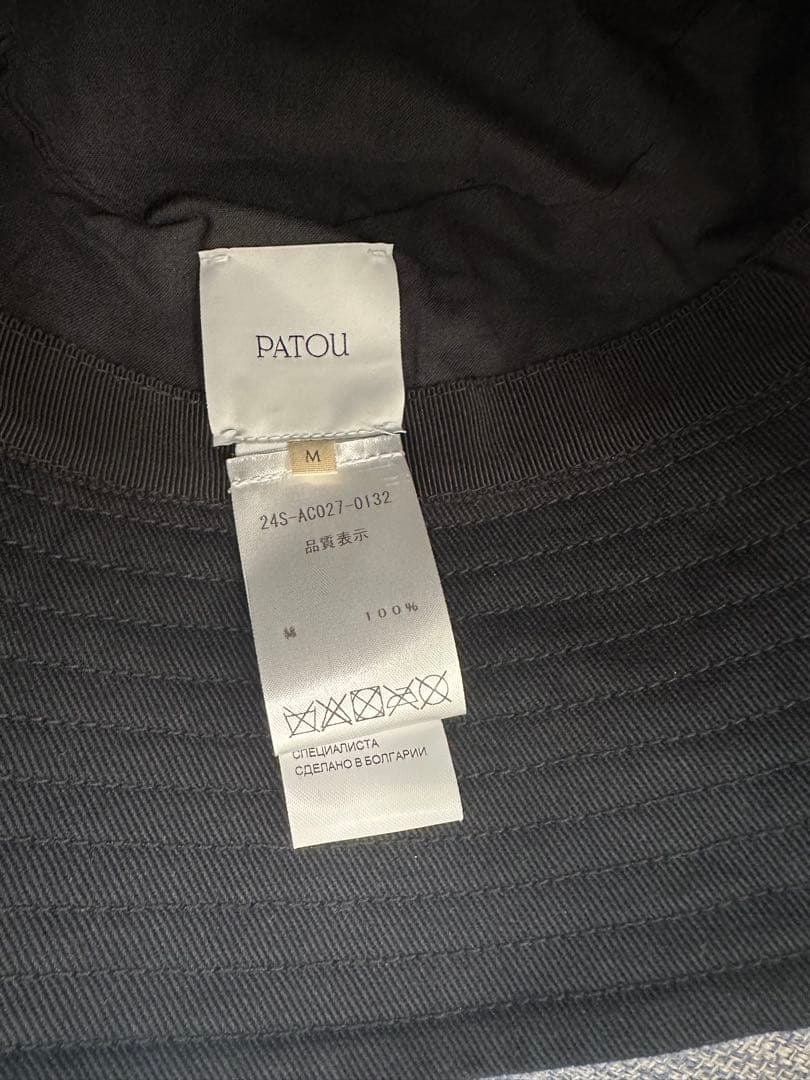 PATOU
M
24S-AC027-0132
品質表示
綿 100%
СПЕЦИАЛИСТА
СДЕЛАНО В БОЛГАРИИ